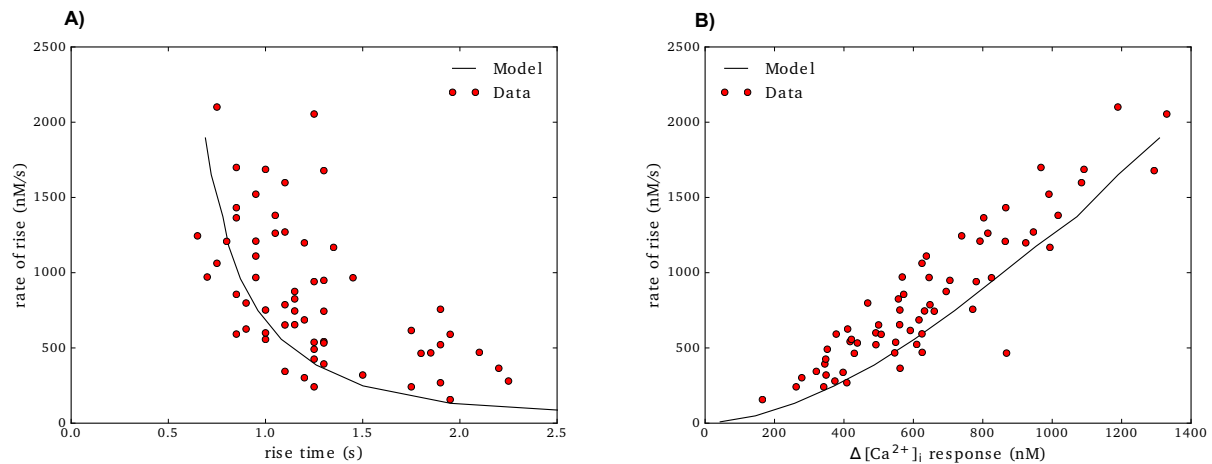 A)
2500
2000
1500
1000
500
0
rate of rise (nM/s)
Model
Data
0.0 0.5 1.0 1.5 2.0 2.5
rise time (s)
B)
2500
2000
1500
1000
500
0
rate of rise (nM/s)
Model
Data
0 200 400 600 800 1000 1200 1400
Δ[Ca²⁺]ᵢ response (nM)